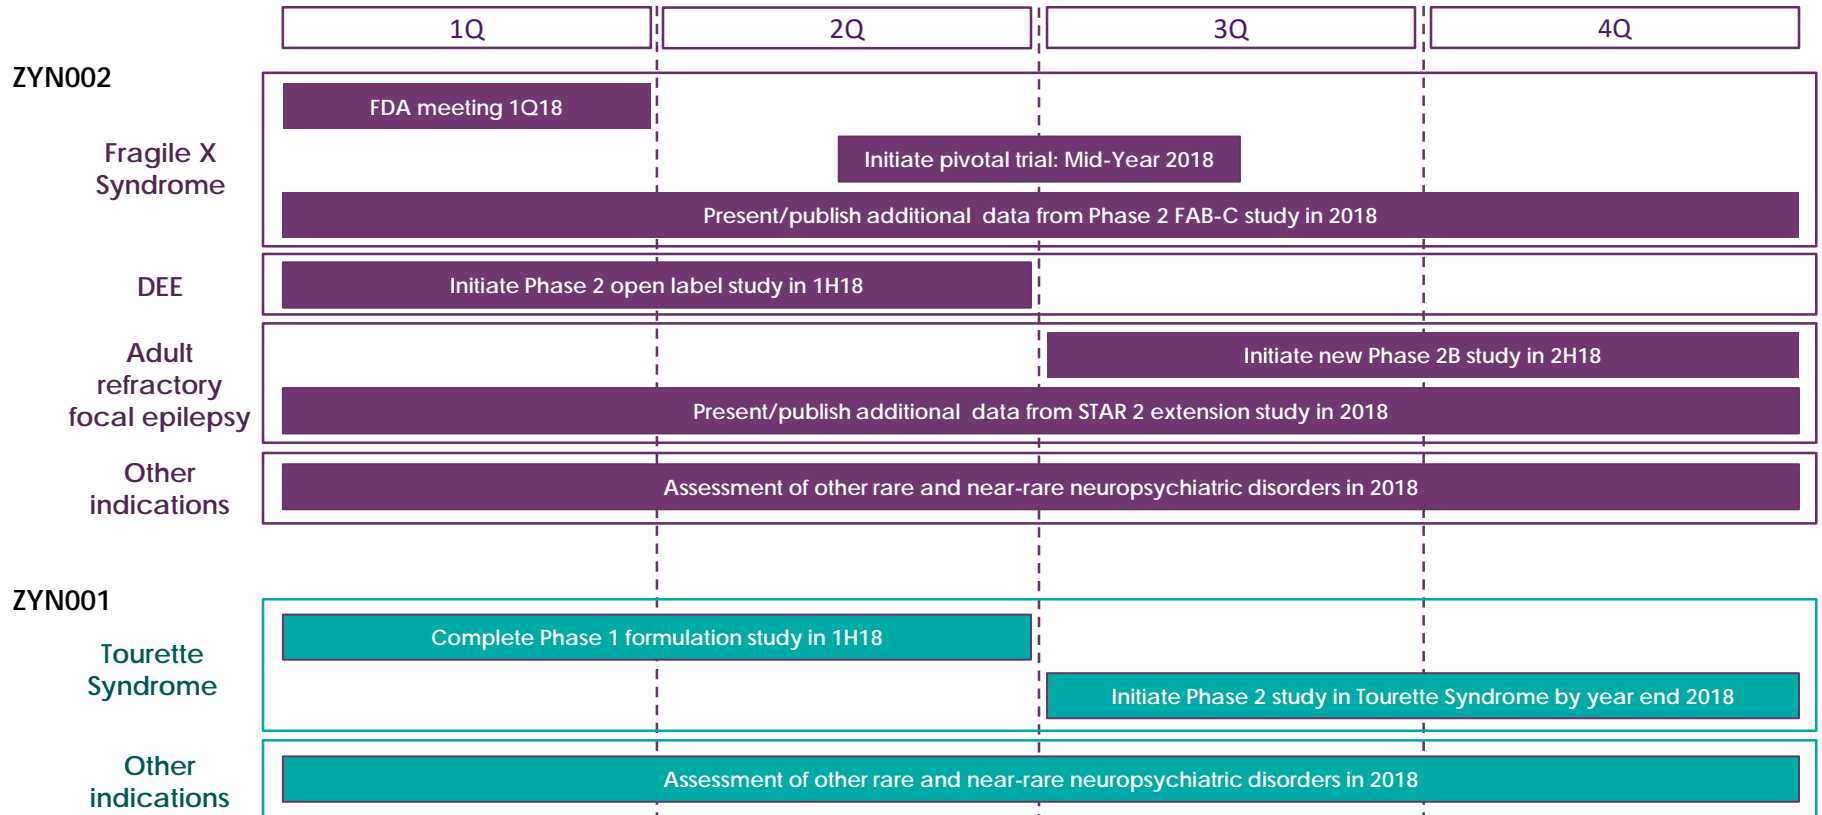 1Q
2Q
3Q
4Q
ZYN002
FDA meeting 1Q18
Fragile X
Syndrome
Initiate pivotal trial: Mid-Year 2018
Present/publish additional data from Phase 2 FAB-C study in 2018
DEE
Initiate Phase 2 open label study in 1H18
Adult
refractory
focal epilepsy
Initiate new Phase 2B study in 2H18
Present/publish additional data from STAR 2 extension study in 2018
Other
indications
Assessment of other rare and near-rare neuropsychiatric disorders in 2018
ZYN001
Tourette
Syndrome
Complete Phase 1 formulation study in 1H18
Initiate Phase 2 study in Tourette Syndrome by year end 2018
Other
indications
Assessment of other rare and near-rare neuropsychiatric disorders in 2018